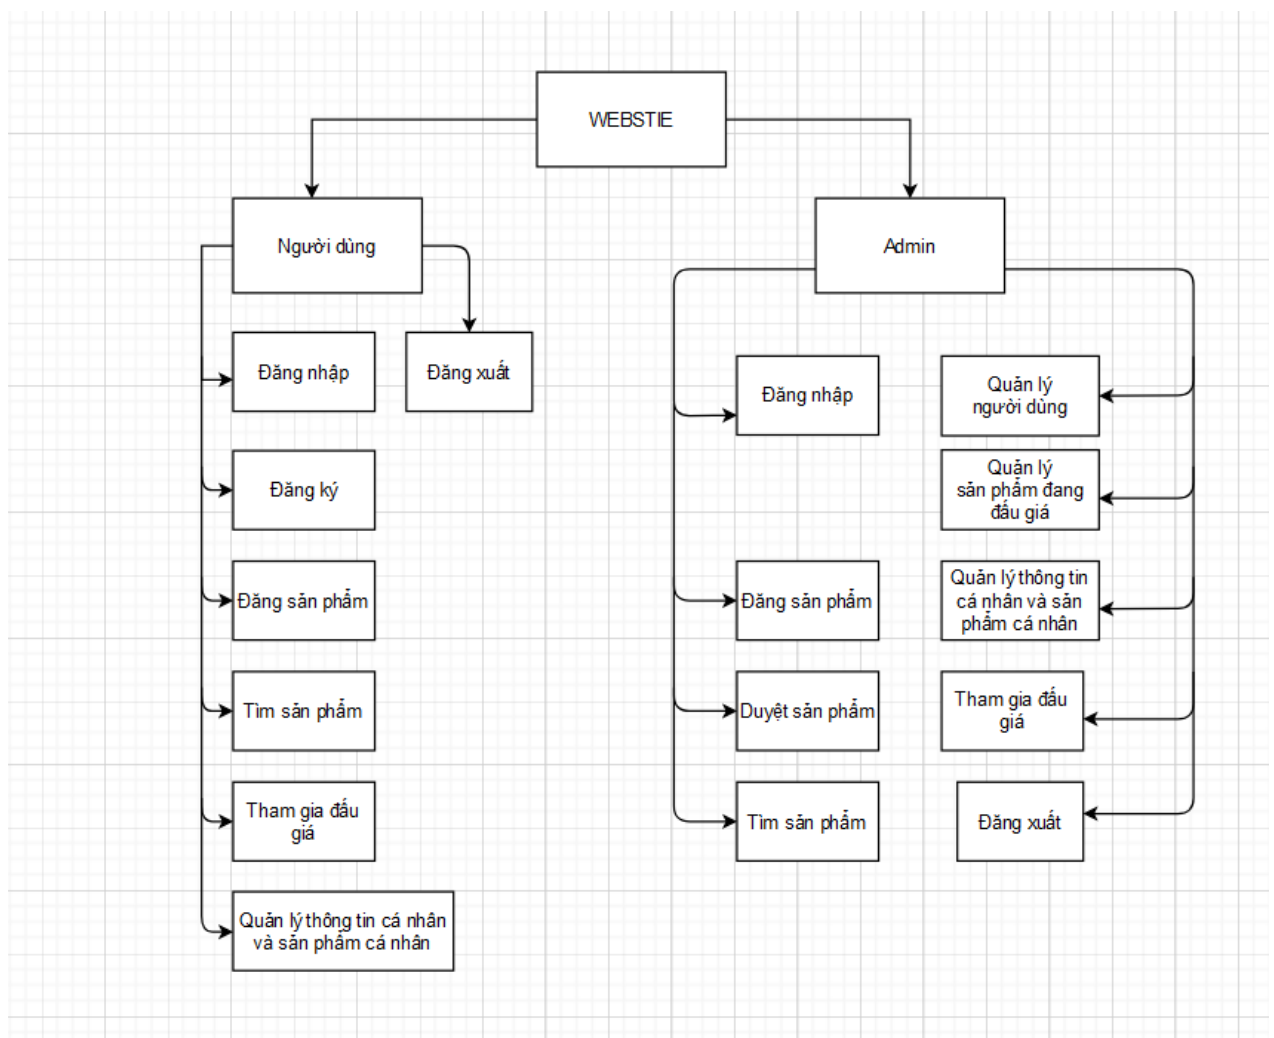 WEBSTIE
Người dùng
Admin
Đăng nhập
Đăng xuất
Đăng ký
Đăng sản phẩm
Tìm sản phẩm
Tham gia đấu
giá
Quản lý thông tin cá nhân
và sản phẩm cá nhân
Đăng nhập
Đăng sản phẩm
Duyệt sản phẩm
Tìm sản phẩm
Quản lý
người dùng
Quản lý
sản phẩm đang
đấu giá
Quản lý thông tin
cá nhân và sản
phẩm cá nhân
Tham gia đấu
giá
Đăng xuất